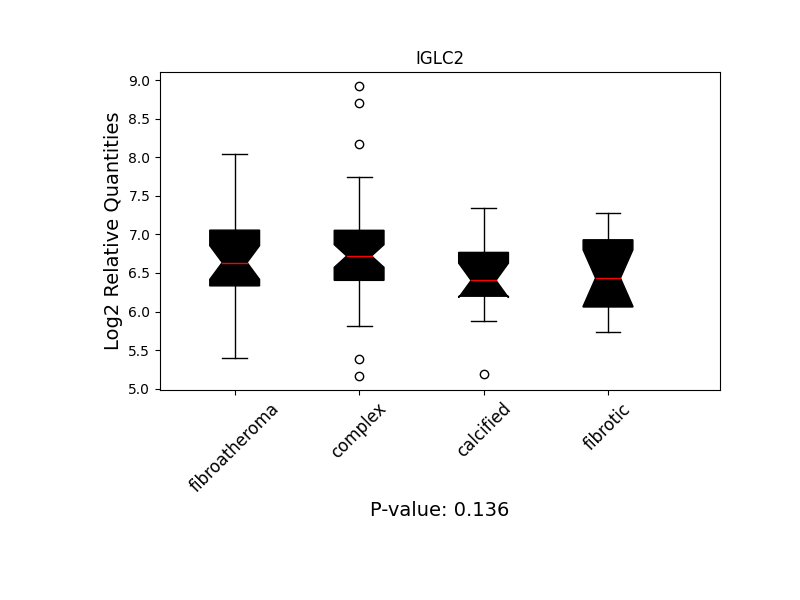 IGLC2
Log2 Relative Quantities
9.0
8.5
8.0
7.5
7.0
6.5
6.0
5.5
5.0
fibroatheroma
complex
calcified
fibrotic
P-value: 0.136